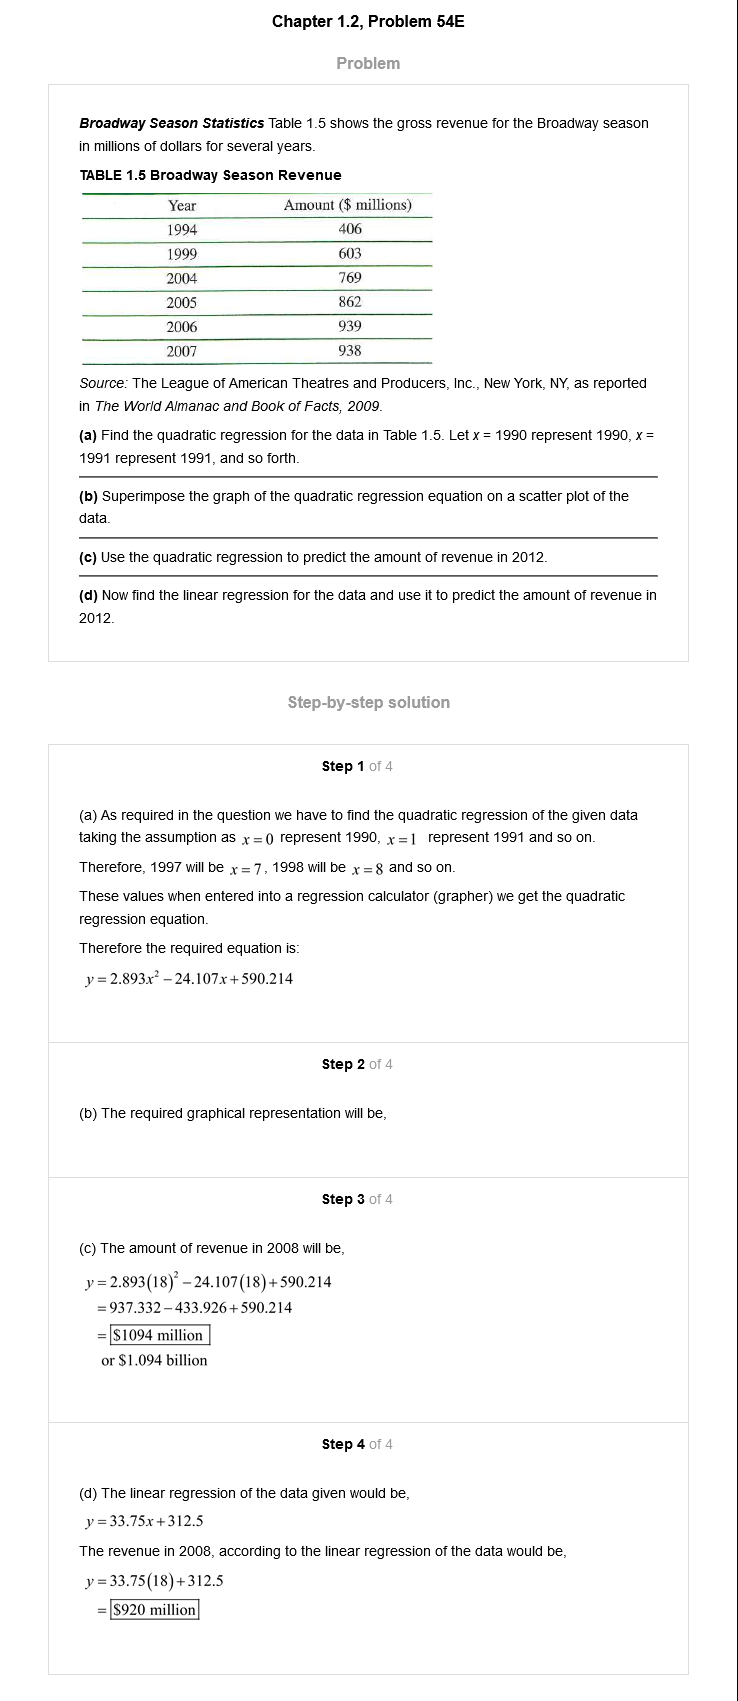 Chapter 1.2, Problem 54E
Problem
Broadway Season Statistics Table 1.5 shows the gross revenue for the Broadway season
in millions of dollars for several years.
TABLE 1.5 Broadway Season Revenue
Year Amount ($ millions)
1994 406
1999 603
2004 769
2005 862
2006 939
2007 938
Source: The League of American Theatres and Producers, Inc., New York, NY, as reported
in The World Almanac and Book of Facts, 2009.
(a) Find the quadratic regression for the data in Table 1.5. Let x = 1990 represent 1990, x =
1991 represent 1991, and so forth.
(b) Superimpose the graph of the quadratic regression equation on a scatter plot of the
data.
(c) Use the quadratic regression to predict the amount of revenue in 2012.
(d) Now find the linear regression for the data and use it to predict the amount of revenue in
2012.
Step-by-step solution
Step 1 of 4
(a) As required in the question we have to find the quadratic regression of the given data
taking the assumption as x = 0 represent 1990, x = 1 represent 1991 and so on.
Therefore, 1997 will be x = 7, 1998 will be x = 8 and so on.
These values when entered into a regression calculator (grapher) we get the quadratic
regression equation.
Therefore the required equation is:
y = 2.893x² − 24.107x + 590.214
Step 2 of 4
(b) The required graphical representation will be,
Step 3 of 4
(c) The amount of revenue in 2008 will be,
y = 2.893(18)² − 24.107(18) + 590.214
= 937.332 − 433.926 + 590.214
= $1094 million
or $1.094 billion
Step 4 of 4
(d) The linear regression of the data given would be,
y = 33.75x + 312.5
The revenue in 2008, according to the linear regression of the data would be,
y = 33.75(18) + 312.5
= $920 million